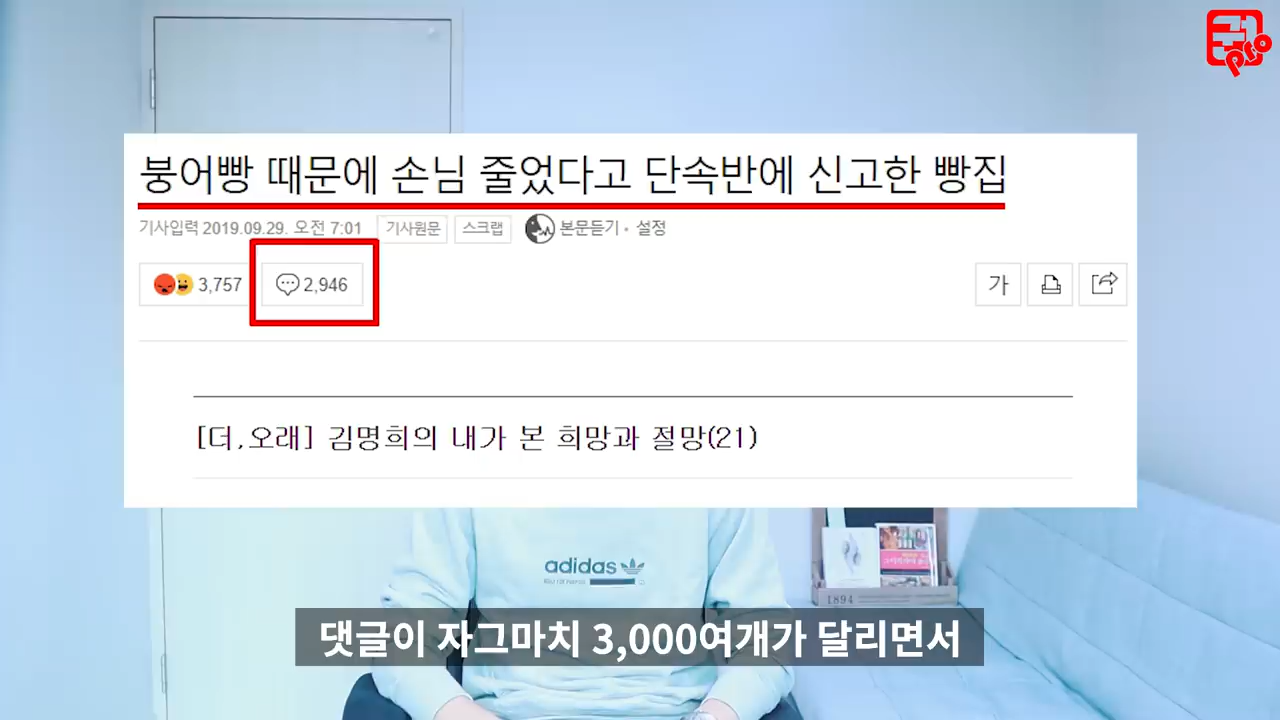 pro
붕어빵 때문에 손님 줄었다고 단속반에 신고한 빵집
기사입력 2019.09.29. 오전 7:01 기사원문 스크랩 본문듣기 · 설정
3,757 2,946 가
[더,오래] 김명희의 내가 본 희망과 절망(21)
adidas
1894
댓글이 자그마치 3,000여개가 달리면서